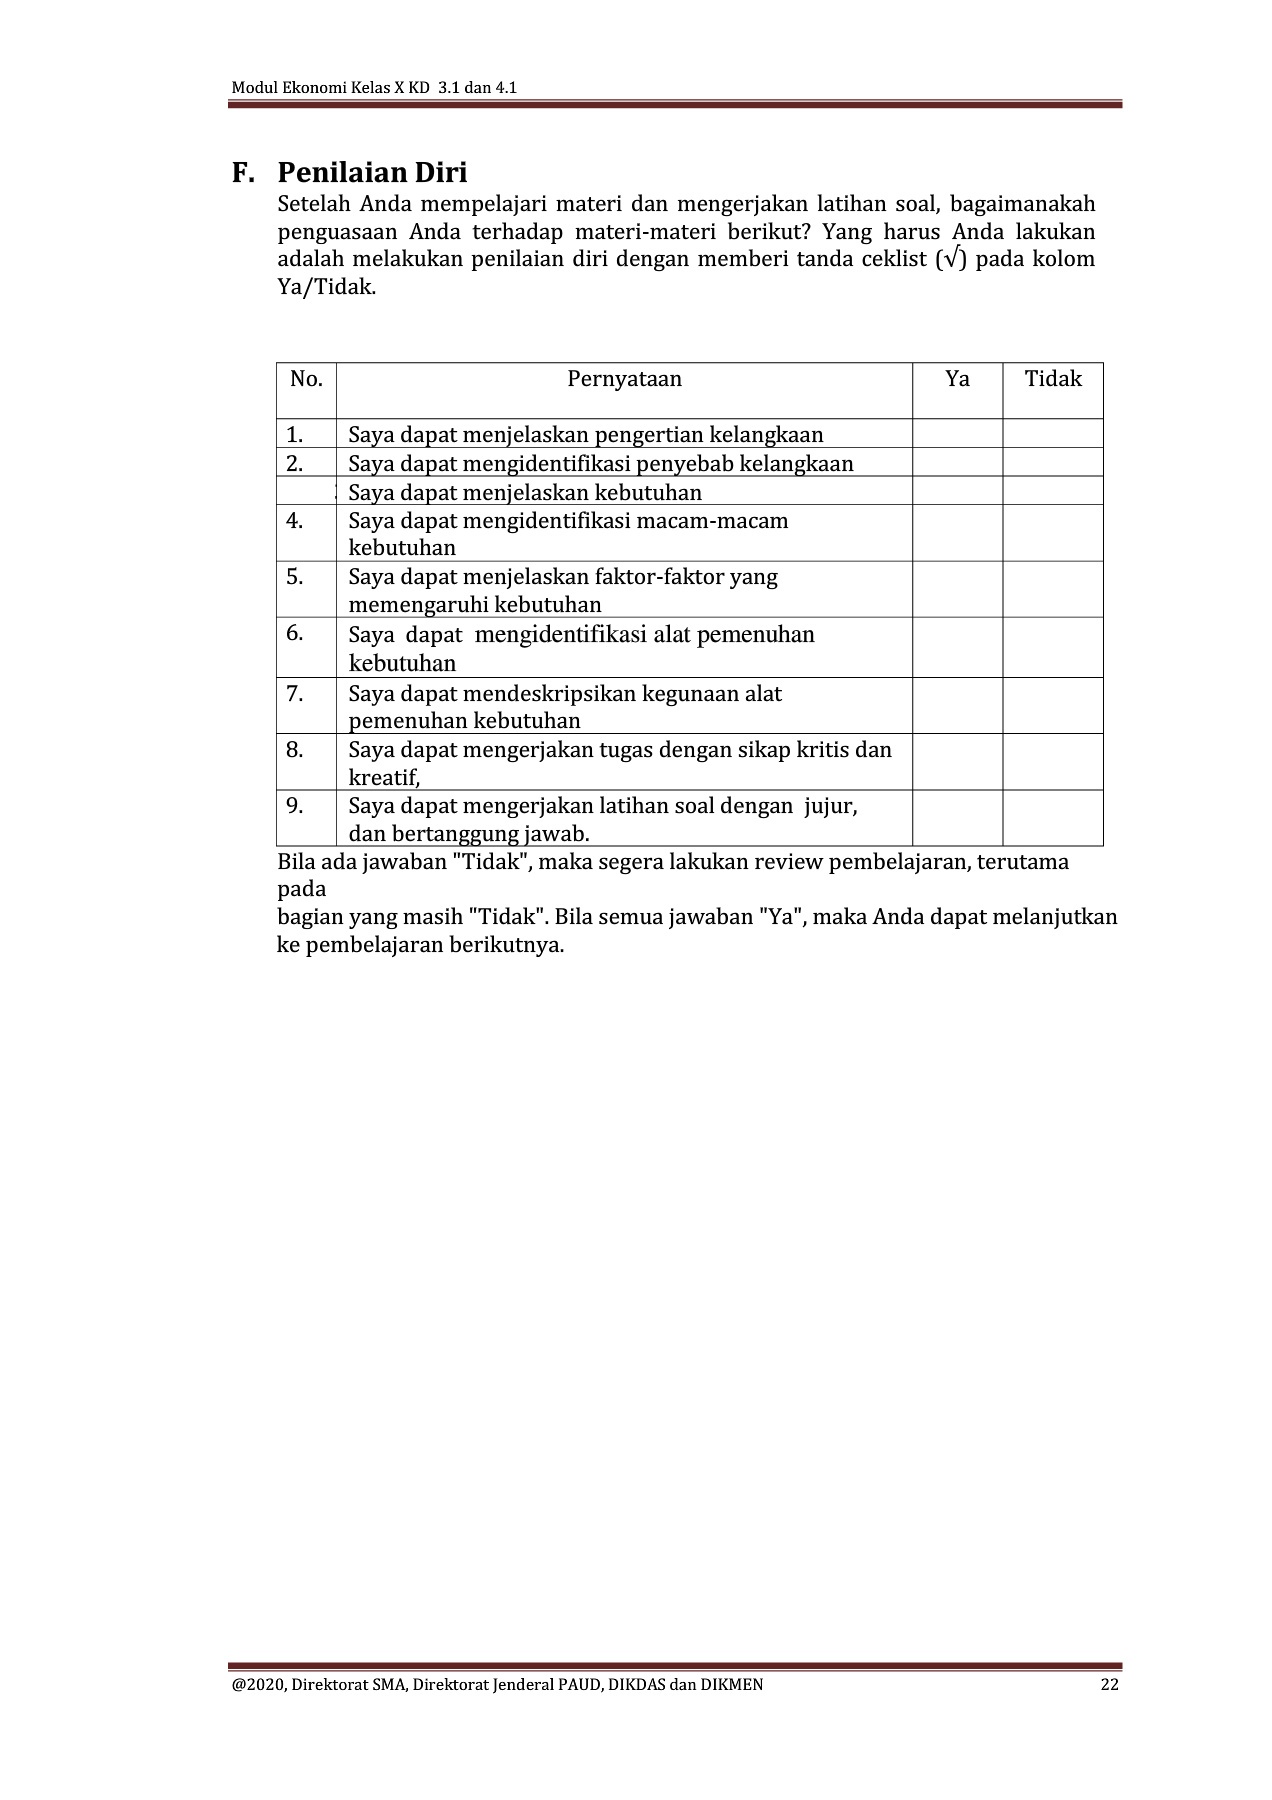 Modul Ekonomi Kelas X KD  3.1 dan 4.1
F. Penilaian Diri
Setelah Anda mempelajari materi dan mengerjakan latihan soal, bagaimanakah
penguasaan Anda terhadap materi-materi berikut? Yang harus Anda lakukan
adalah melakukan penilaian diri dengan memberi tanda ceklist (√) pada kolom
Ya/Tidak.
No. Pernyataan Ya Tidak
1. Saya dapat menjelaskan pengertian kelangkaan
2. Saya dapat mengidentifikasi penyebab kelangkaan
Saya dapat menjelaskan kebutuhan
4. Saya dapat mengidentifikasi macam-macam
kebutuhan
5. Saya dapat menjelaskan faktor-faktor yang
memengaruhi kebutuhan
6. Saya  dapat  mengidentifikasi alat pemenuhan
kebutuhan
7. Saya dapat mendeskripsikan kegunaan alat
pemenuhan kebutuhan
8. Saya dapat mengerjakan tugas dengan sikap kritis dan
kreatif,
9. Saya dapat mengerjakan latihan soal dengan  jujur,
dan bertanggung jawab.
Bila ada jawaban "Tidak", maka segera lakukan review pembelajaran, terutama
pada
bagian yang masih "Tidak". Bila semua jawaban "Ya", maka Anda dapat melanjutkan
ke pembelajaran berikutnya.
@2020, Direktorat SMA, Direktorat Jenderal PAUD, DIKDAS dan DIKMEN 22